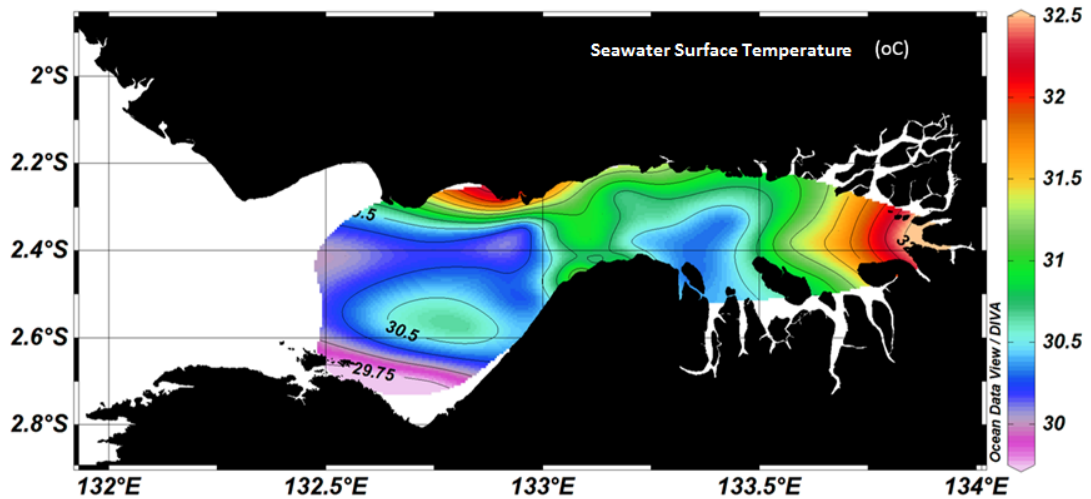 Seawater Surface Temperature (oC)
32.5
32
31.5
31
30.5
30
2°S
2.2°S
2.4°S
2.6°S
2.8°S
30.5
29.75
132°E
132.5°E
133°E
133.5°E
134°E
Ocean Data View / DIVA